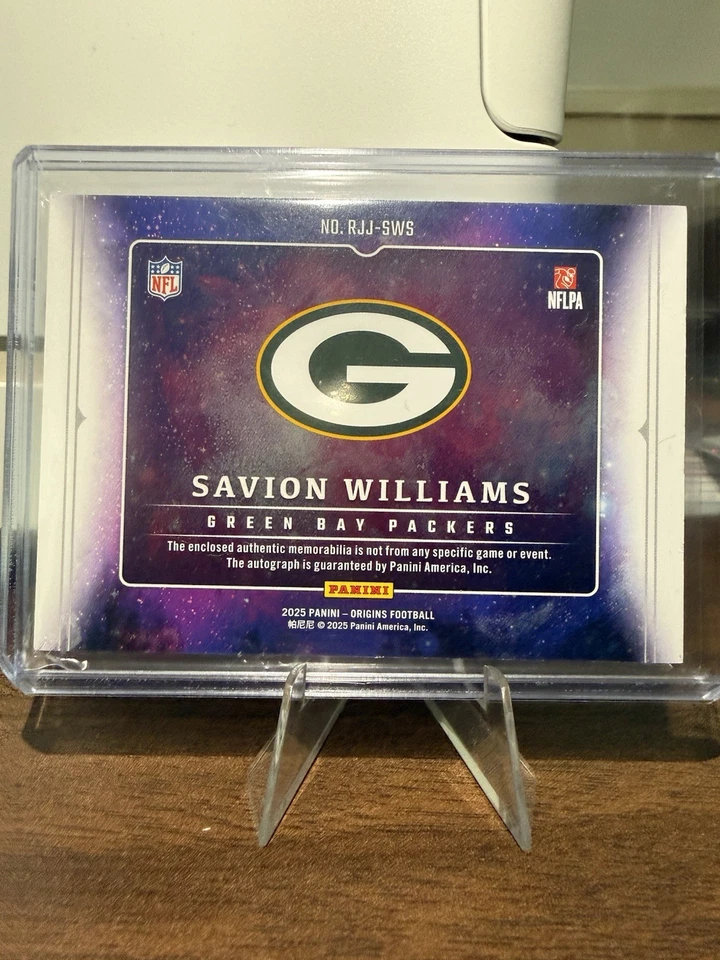 NO. RJJ-SWS
NFL
NFLPA
G
SAVION WILLIAMS
GREEN BAY PACKERS
The enclosed authentic memorabilia is not from any specific game or event.
The autograph is guaranteed by Panini America, Inc.
PANINI
2025 PANINI – ORIGINS FOOTBALL
帕尼尼 © 2025 Panini America, Inc.